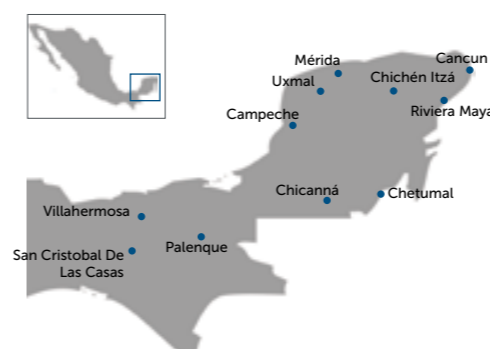 Cancun
Mérida
Uxmal
Chichén Itzá
Campeche
Riviera Maya
Chicanná
Chetumal
Villahermosa
Palenque
San Cristobal De
Las Casas